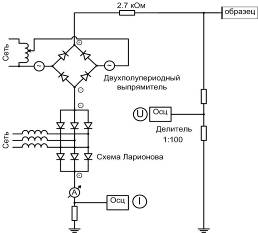 2.7 кОм
образец
Сеть
Двухполупериодный
выпрямитель
U
Осц
Делитель
1:100
Сеть
Схема Ларионова
A
Осц
I